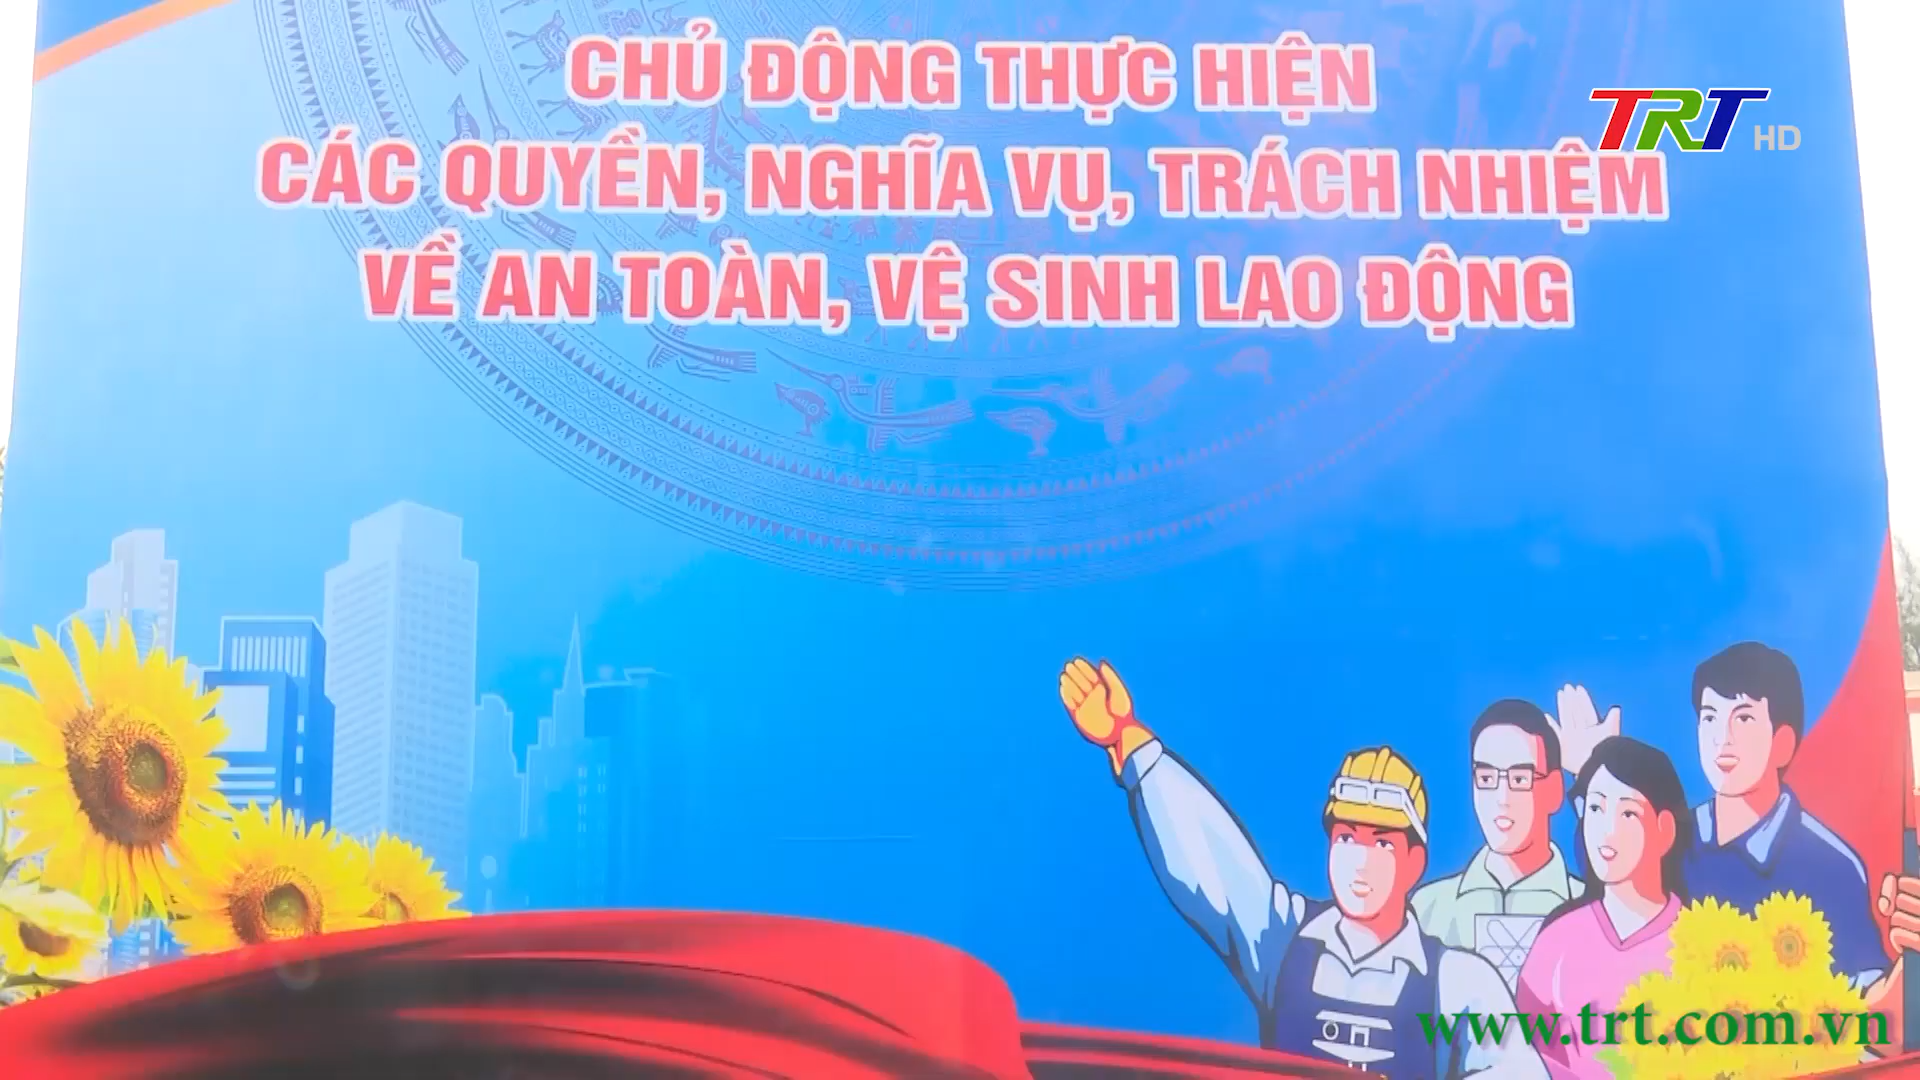 CHỦ ĐỘNG THỰC HIỆN
TRT HD
CÁC QUYỀN, NGHĨA VỤ, TRÁCH NHIỆM
VỀ AN TOÀN, VỆ SINH LAO ĐỘNG
www.trt.com.vn